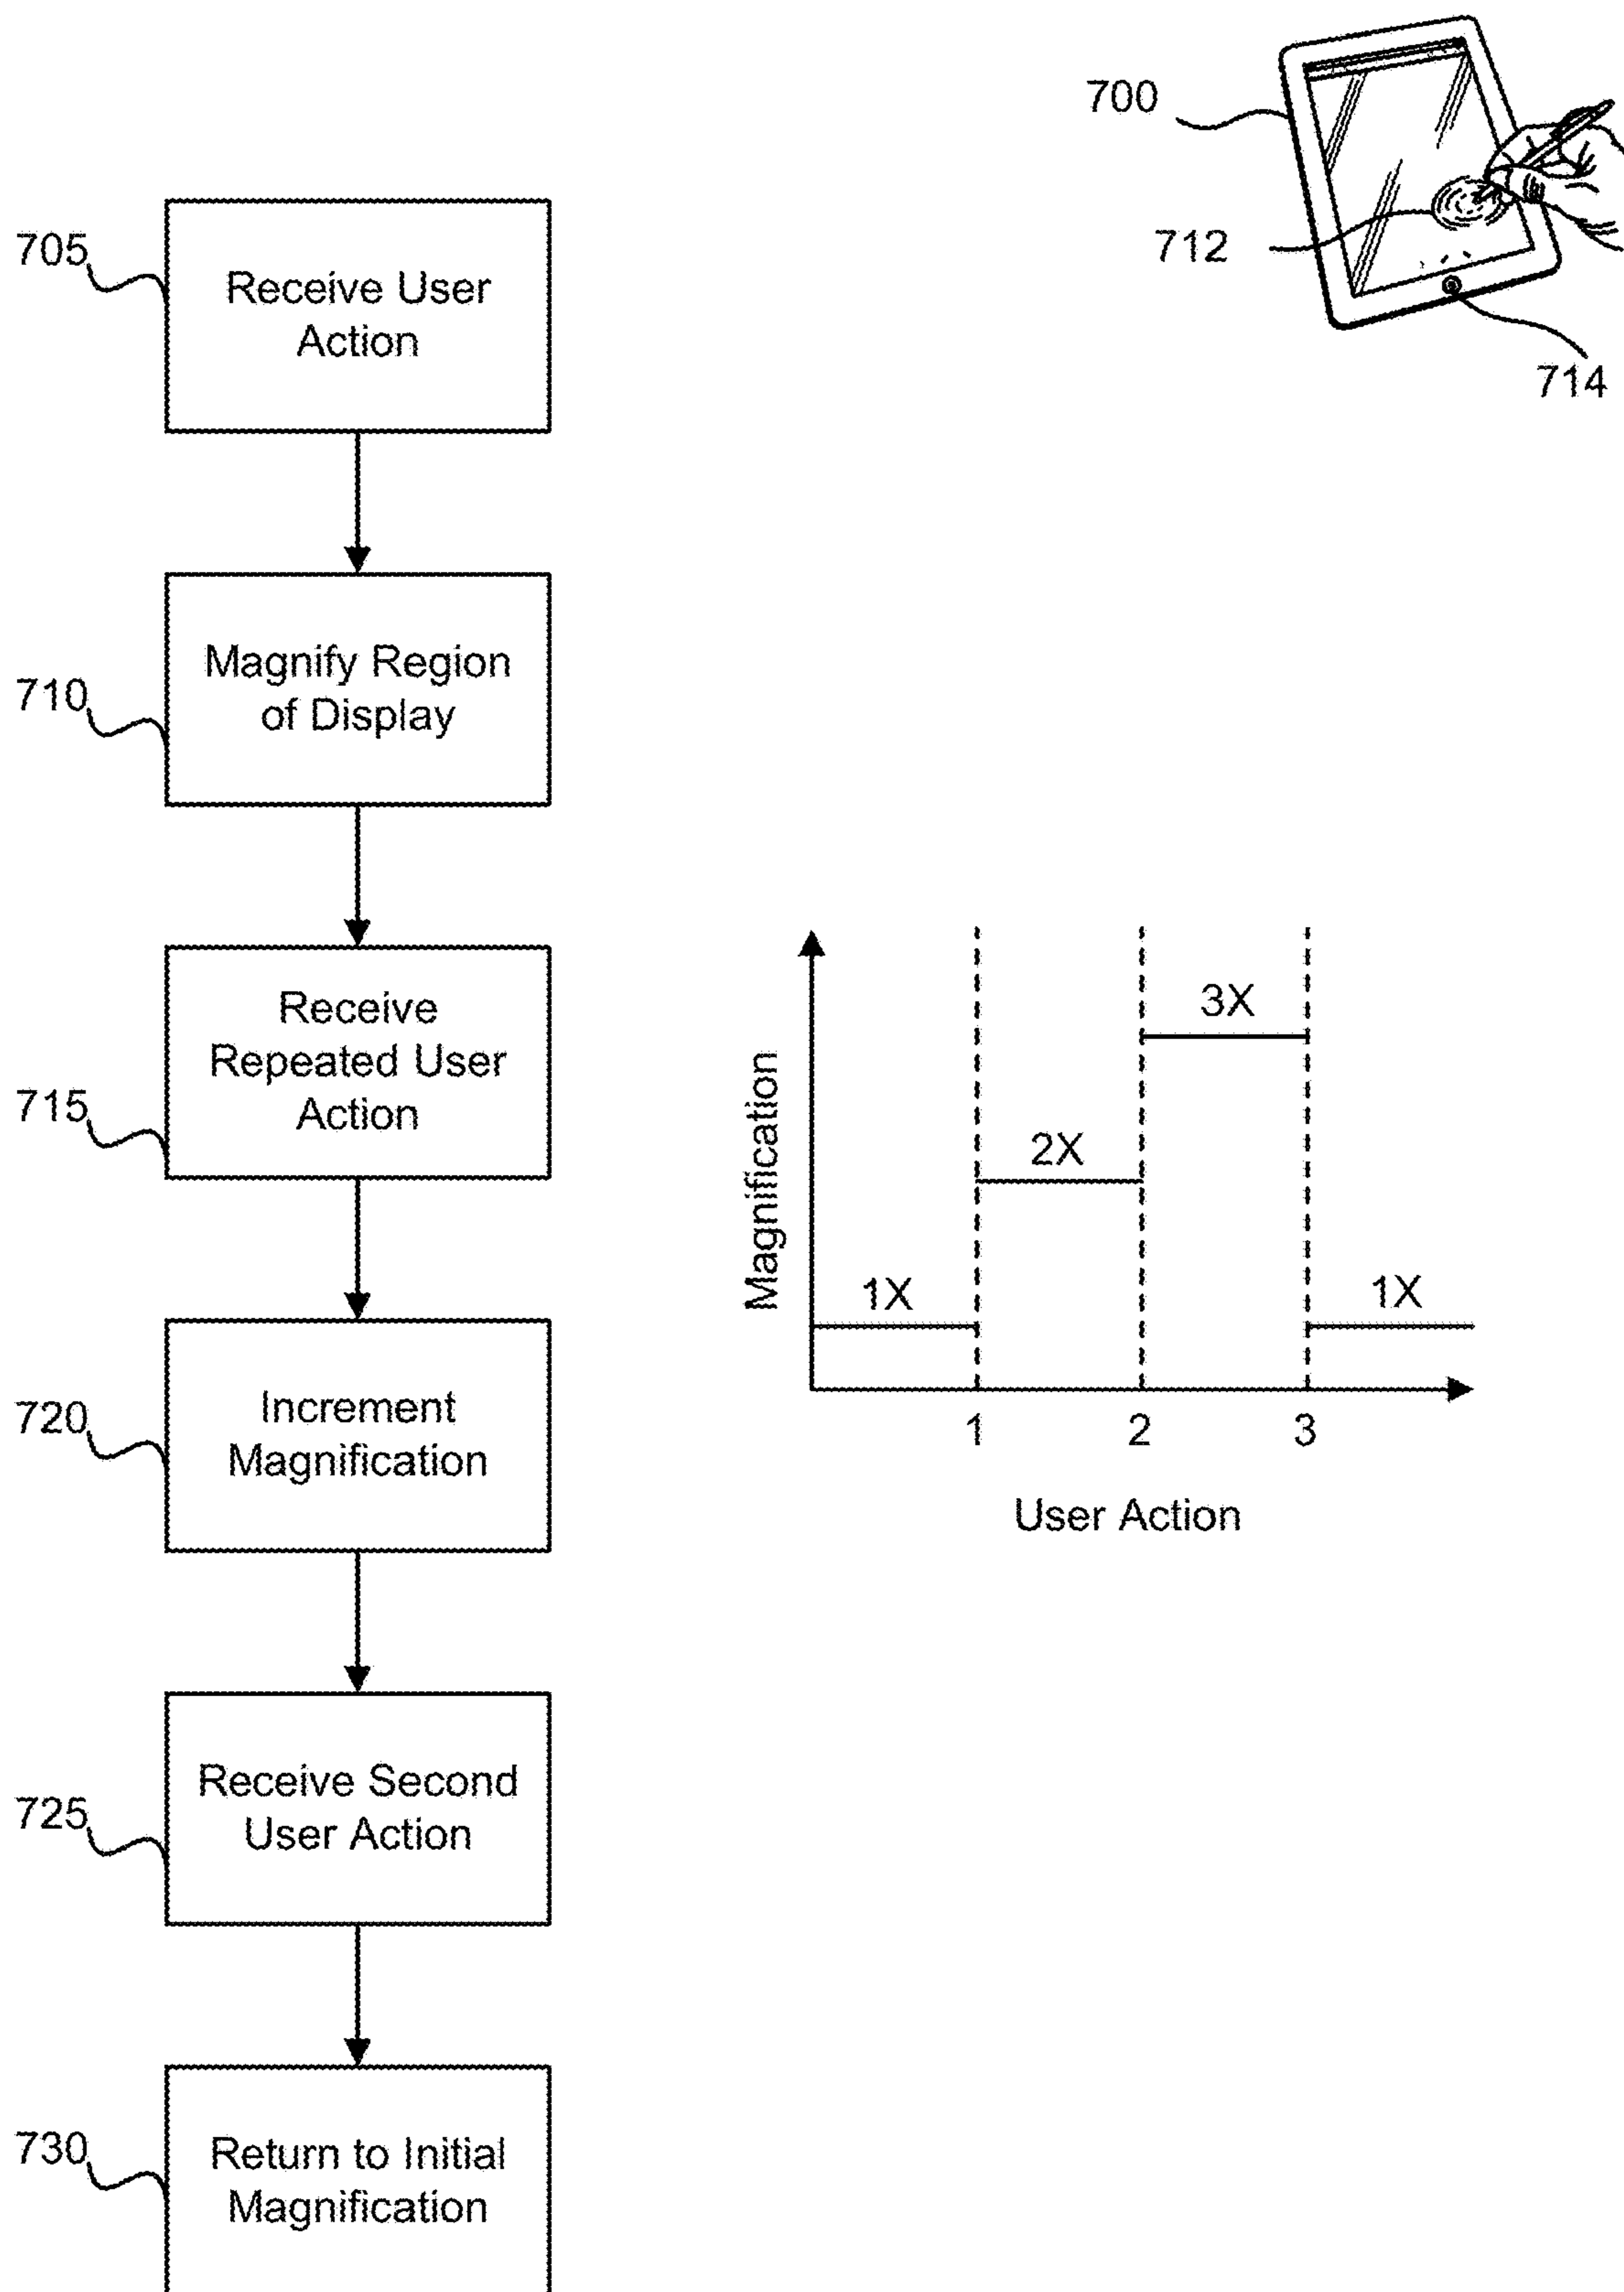 700
712
714
705
Receive User
Action
710
Magnify Region
of Display
715
Receive
Repeated User
Action
720
Increment
Magnification
725
Receive Second
User Action
730
Return to Initial
Magnification
Magnification
3X
2X
1X
1X
1
2
3
User Action